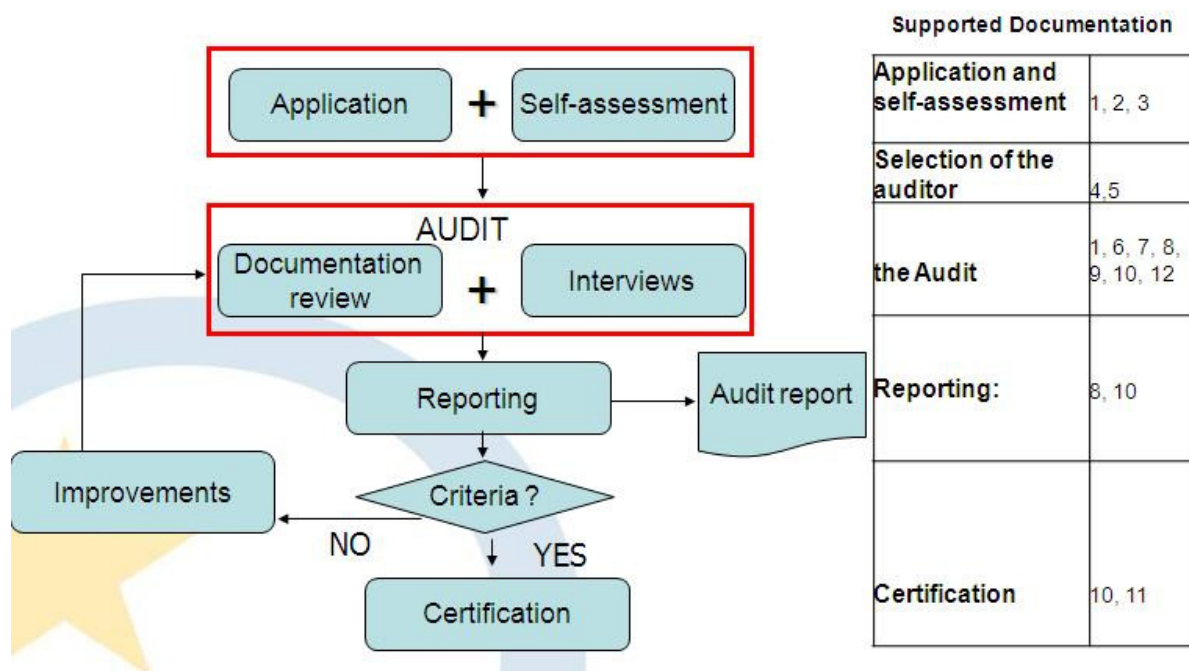 Supported Documentation
Application
+
Self-assessment
AUDIT
Documentation
review
+
Interviews
Reporting
Audit report
Improvements
Criteria ?
NO
YES
Certification
Application and
self-assessment
1, 2, 3
Selection of the
auditor
4,5
the Audit
1, 6, 7, 8,
9, 10, 12
Reporting:
8, 10
Certification
10, 11